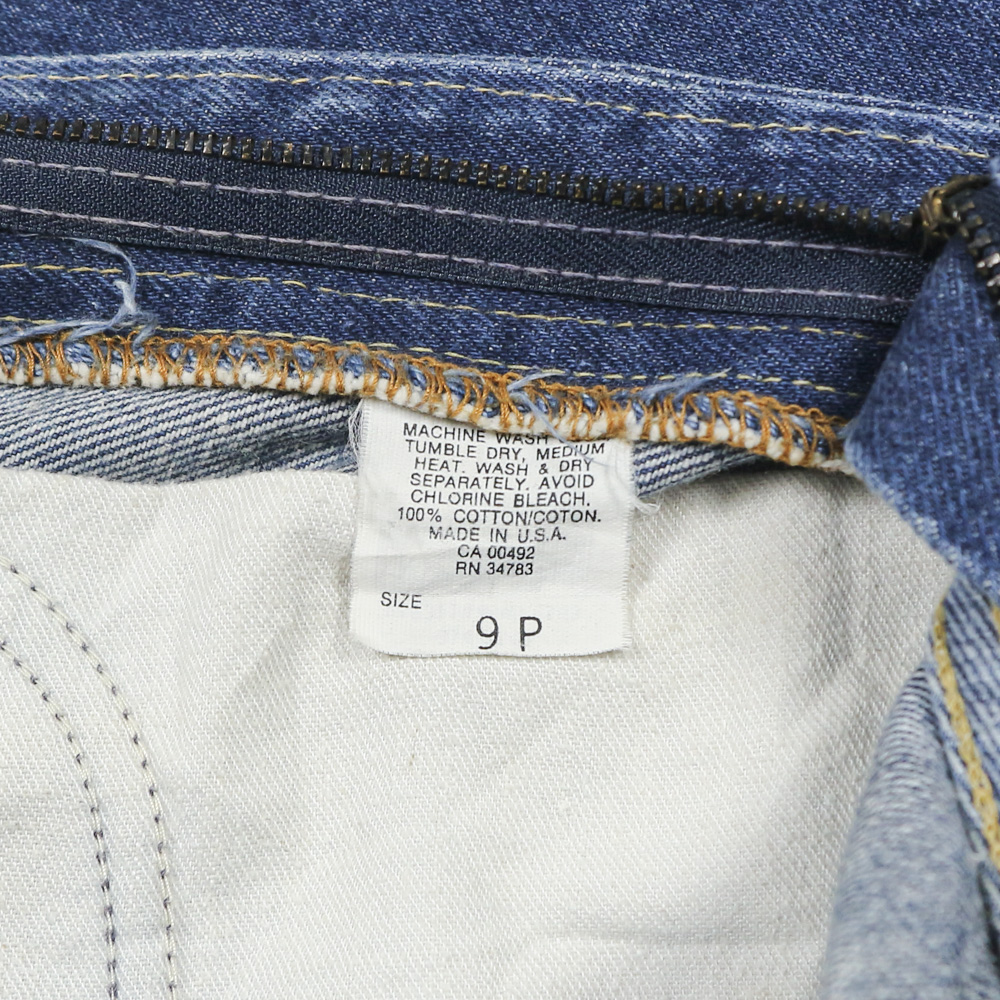 MACHINE WASH
TUMBLE DRY, MEDIUM
HEAT. WASH & DRY
SEPARATELY. AVOID
CHLORINE BLEACH.
100% COTTON/COTON.
MADE IN U.S.A.
CA 00492
RN 34783
SIZE
9 P